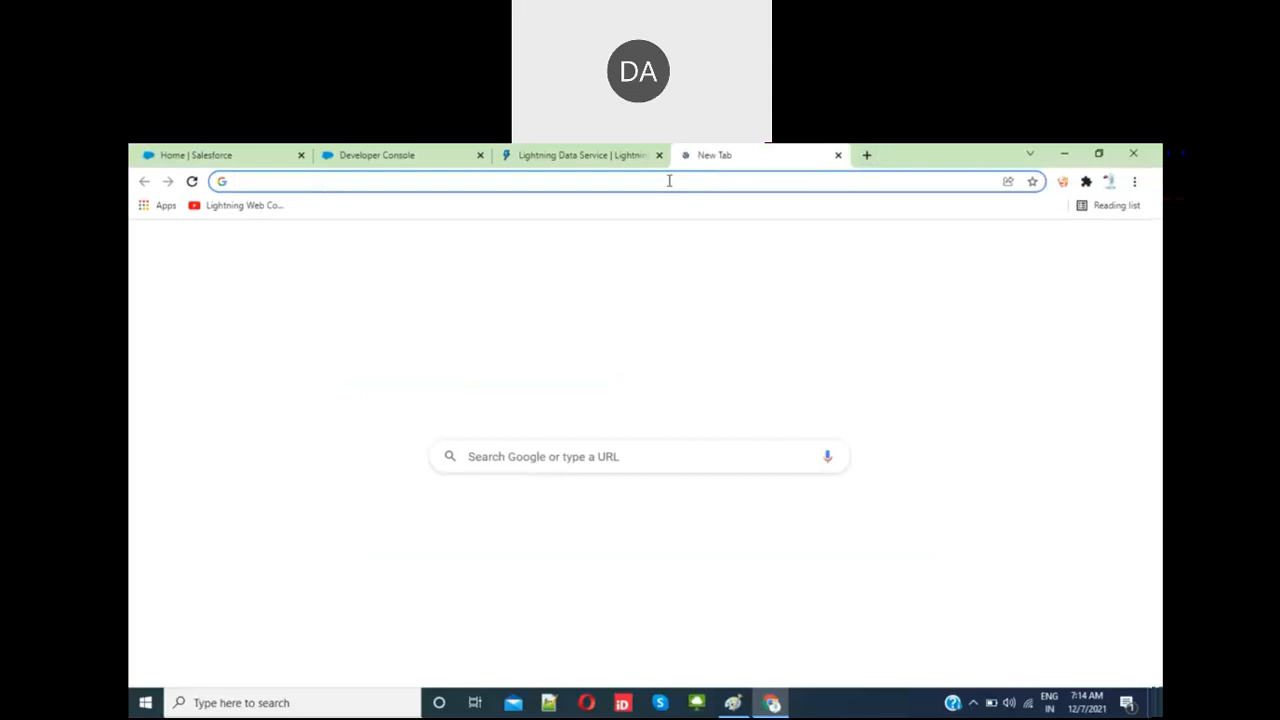 DA
Home | Salesforce
Developer Console
Lightning Data Service | Lightnin
New Tab
G
Apps
Lightning Web Co...
Reading list
Search Google or type a URL
Type here to search
iD
ENG
IN
7:14 AM
12/7/2021